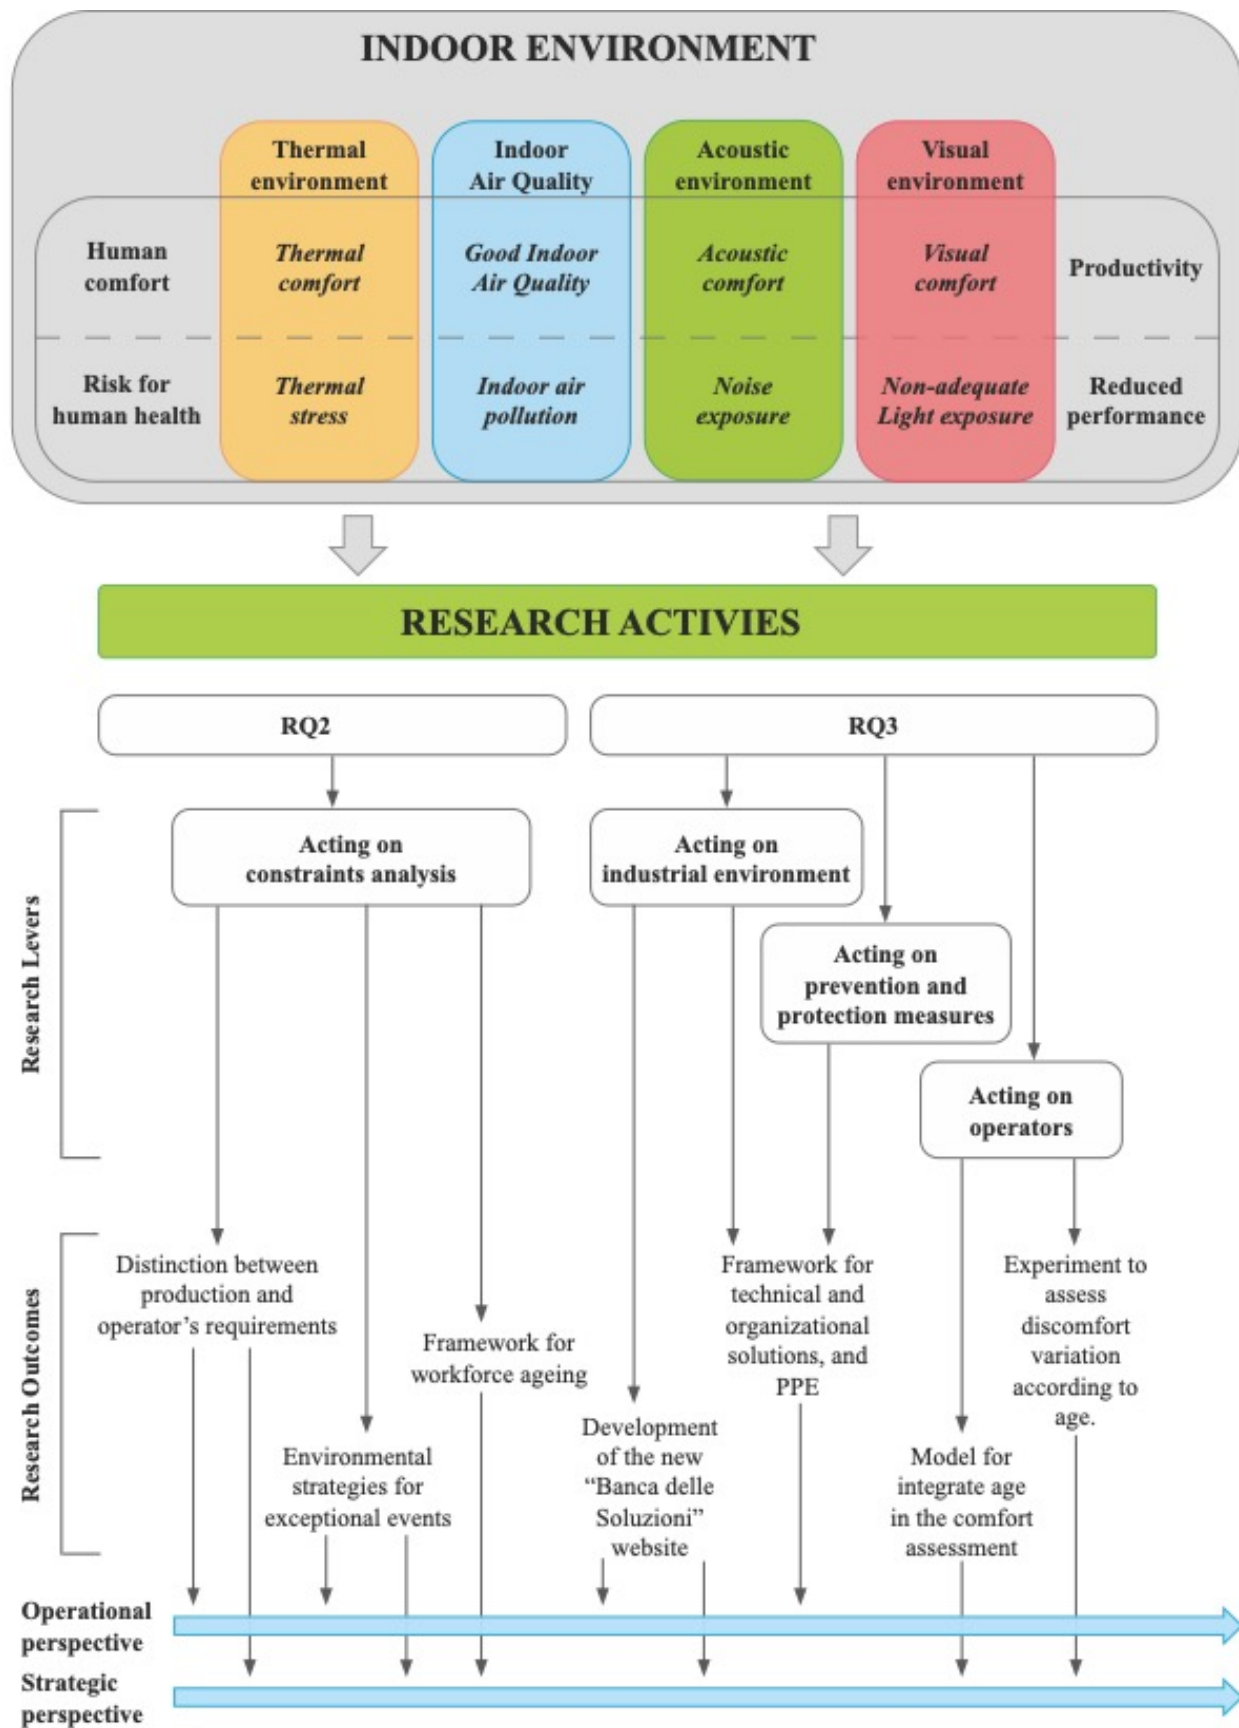 INDOOR ENVIRONMENT
Thermal
environment
Indoor
Air Quality
Acoustic
environment
Visual
environment
Human
comfort
Thermal
comfort
Good Indoor
Air Quality
Acoustic
comfort
Visual
comfort
Productivity
Risk for
human health
Thermal
stress
Indoor air
pollution
Noise
exposure
Non-adequate
Light exposure
Reduced
performance
RESEARCH ACTIVIES
RQ2
RQ3
Research Levers
Acting on
constraints analysis
Acting on
industrial environment
Acting on
prevention and
protection measures
Acting on
operators
Research Outcomes
Distinction between
production and
operator's requirements
Framework for
workforce ageing
Environmental
strategies for
exceptional events
Development
of the new
“Banca delle
Soluzioni”
website
Framework for
technical and
organizational
solutions, and
PPE
Model for
integrate age
in the comfort
assessment
Experiment to
assess
discomfort
variation
according to
age.
Operational
perspective
Strategic
perspective